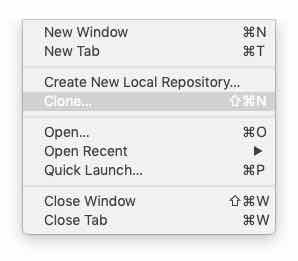 New Window ⌘N
New Tab ⌘T
Create New Local Repository...
Clone... ⇧⌘N
Open... ⌘O
Open Recent ▶
Quick Launch... ⌘P
Close Window ⇧⌘W
Close Tab ⌘W